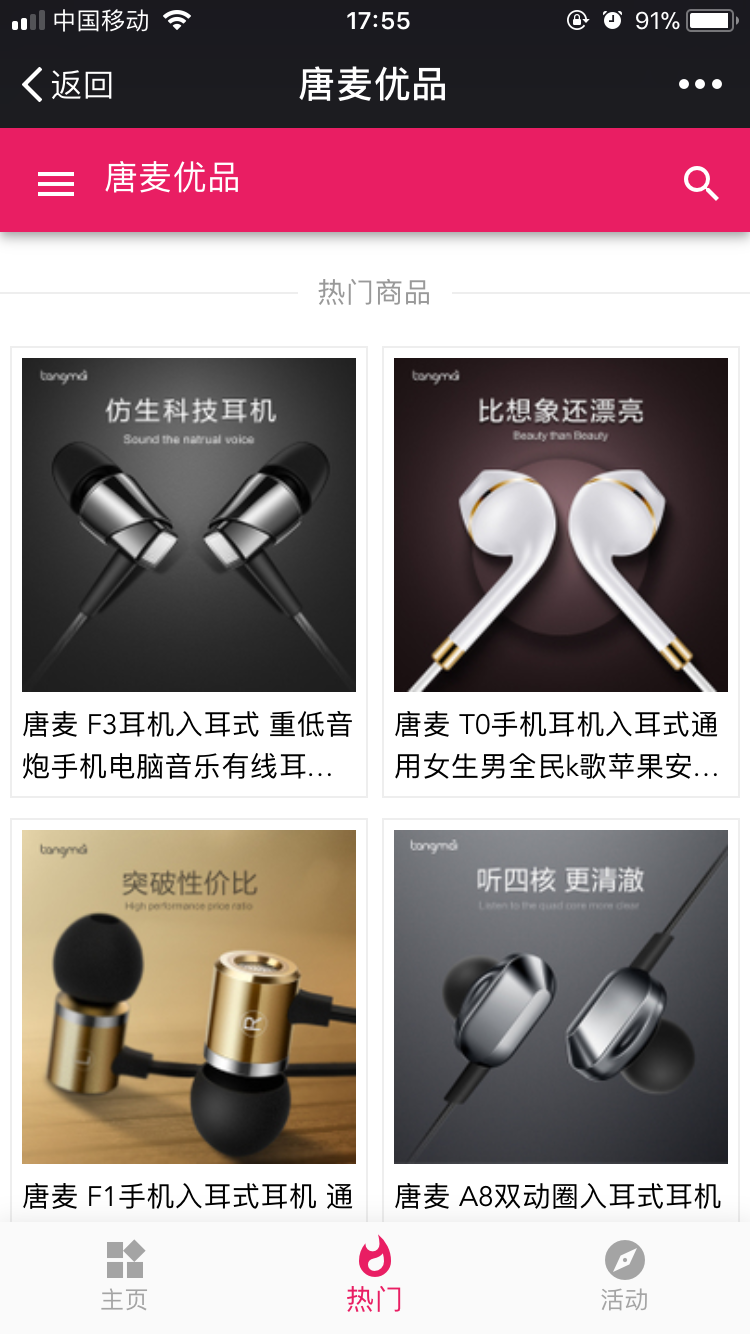 中国移动 17:55 91%
返回 唐麦优品
唐麦优品
热门商品
tangmai
仿生科技耳机
Sound the natrual voice
唐麦 F3耳机入耳式 重低音
炮手机电脑音乐有线耳...
tangmai
比想象还漂亮
Beauty than Beauty
唐麦 T0手机耳机入耳式通
用女生男全民k歌苹果安...
tangmai
突破性价比
High performance price ratio
L
R
唐麦 F1手机入耳式耳机 通
tangmai
听四核 更清澈
Listen to the quad core more clear
唐麦 A8双动圈入耳式耳机
主页 热门 活动